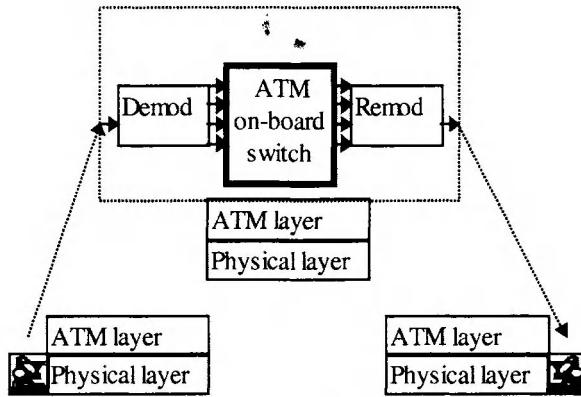 Demod
ATM
on-board
switch
Remod
ATM layer
Physical layer
ATM layer
Physical layer
ATM layer
Physical layer